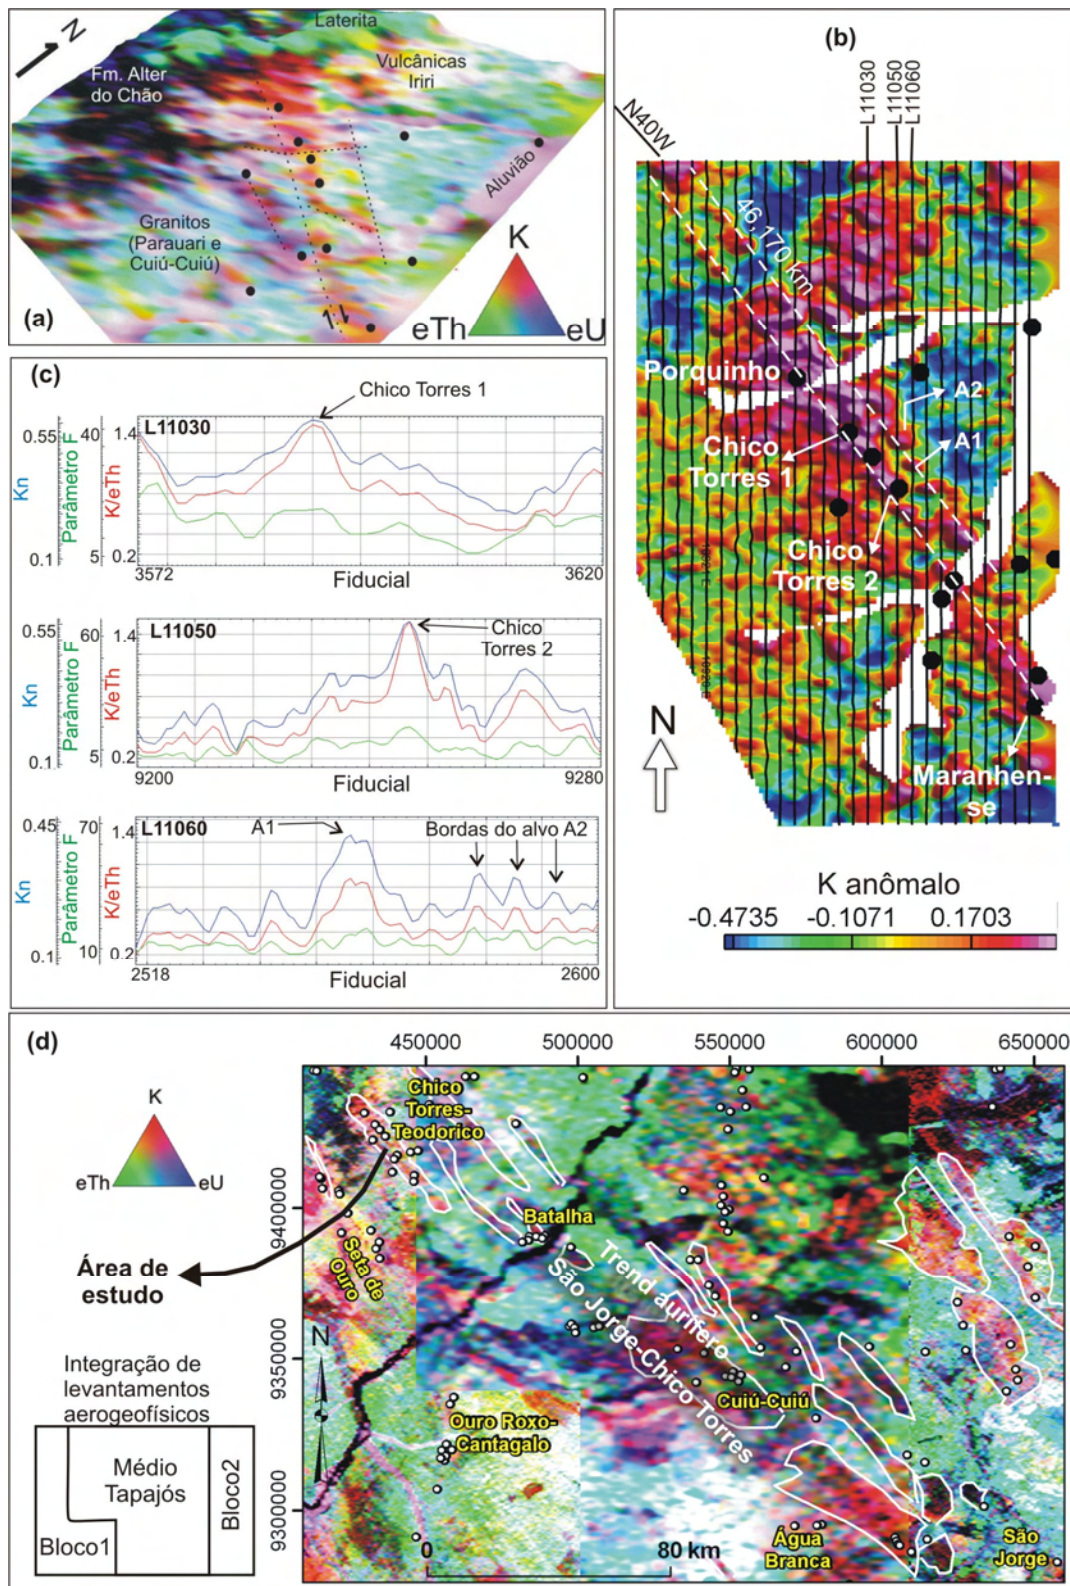 (a)
N
Laterita
Fm. Alter
do Chão
Vulcânicas
Iriri
Aluvião
Granitos
(Parauari e
Cuiú-Cuiú)
K
eTh
eU
(b)
N40W
L11030
L11050
L11060
46,170 km
Porquinho
Chico
Torres 1
A2
A1
Chico
Torres 2
Maranhen-
se
N
K anômalo
-0.4735
-0.1071
0.1703
(c)
Chico Torres 1
L11030
Kn
Parâmetro F
K/eTh
0.55
40
1.4
0.1
5
0.2
3572
Fiducial
3620
L11050
Chico
Torres 2
Kn
Parâmetro F
K/eTh
0.55
60
1.4
0.1
5
0.2
9200
Fiducial
9280
L11060
A1
Bordas do alvo A2
Kn
Parâmetro F
K/eTh
0.45
70
1.4
0.1
10
0.2
2518
Fiducial
2600
(d)
450000
500000
550000
600000
650000
K
eTh
eU
9400000
9350000
9300000
Chico
Torres-
Teodorico
Batalha
Seta de
Ouro
Área de
estudo
Trend aurífero
São Jorge-Chico Torres
Cuiú-Cuiú
Ouro Roxo-
Cantagalo
Água
Branca
São
Jorge
0
80 km
N
Integração de
levantamentos
aerogeofísicos
Médio
Tapajós
Bloco1
Bloco2